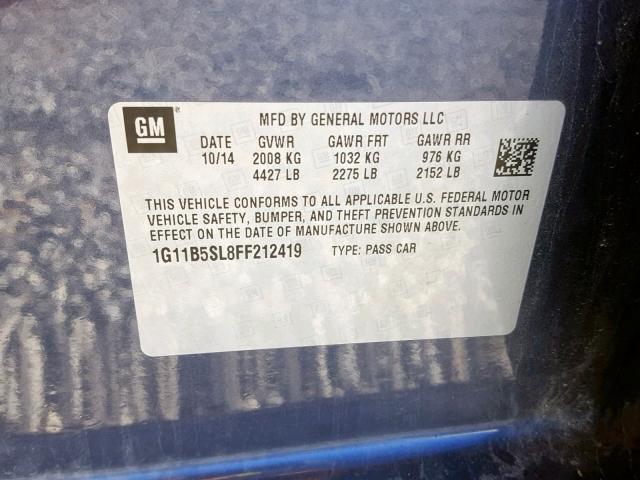 GM
MFD BY GENERAL MOTORS LLC
DATE GVWR GAWR FRT GAWR RR
10/14 2008 KG 1032 KG 976 KG
4427 LB 2275 LB 2152 LB
THIS VEHICLE CONFORMS TO ALL APPLICABLE U.S. FEDERAL MOTOR
VEHICLE SAFETY, BUMPER, AND THEFT PREVENTION STANDARDS IN
EFFECT ON THE DATE OF MANUFACTURE SHOWN ABOVE.
1G11B5SL8FF212419 TYPE: PASS CAR